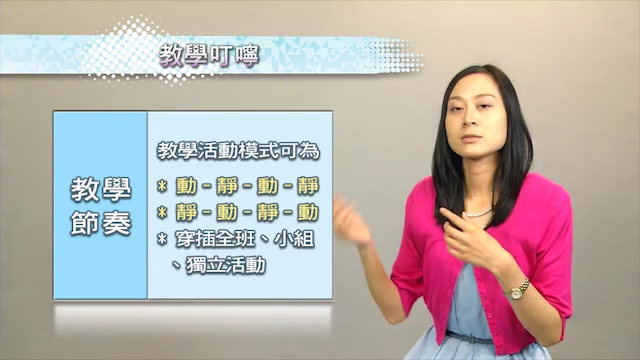 教學叮嚀
教學
節奏
教學活動模式可為
* 動-靜-動-靜
* 靜-動-靜-動
* 穿插全班、小組
、獨立活動